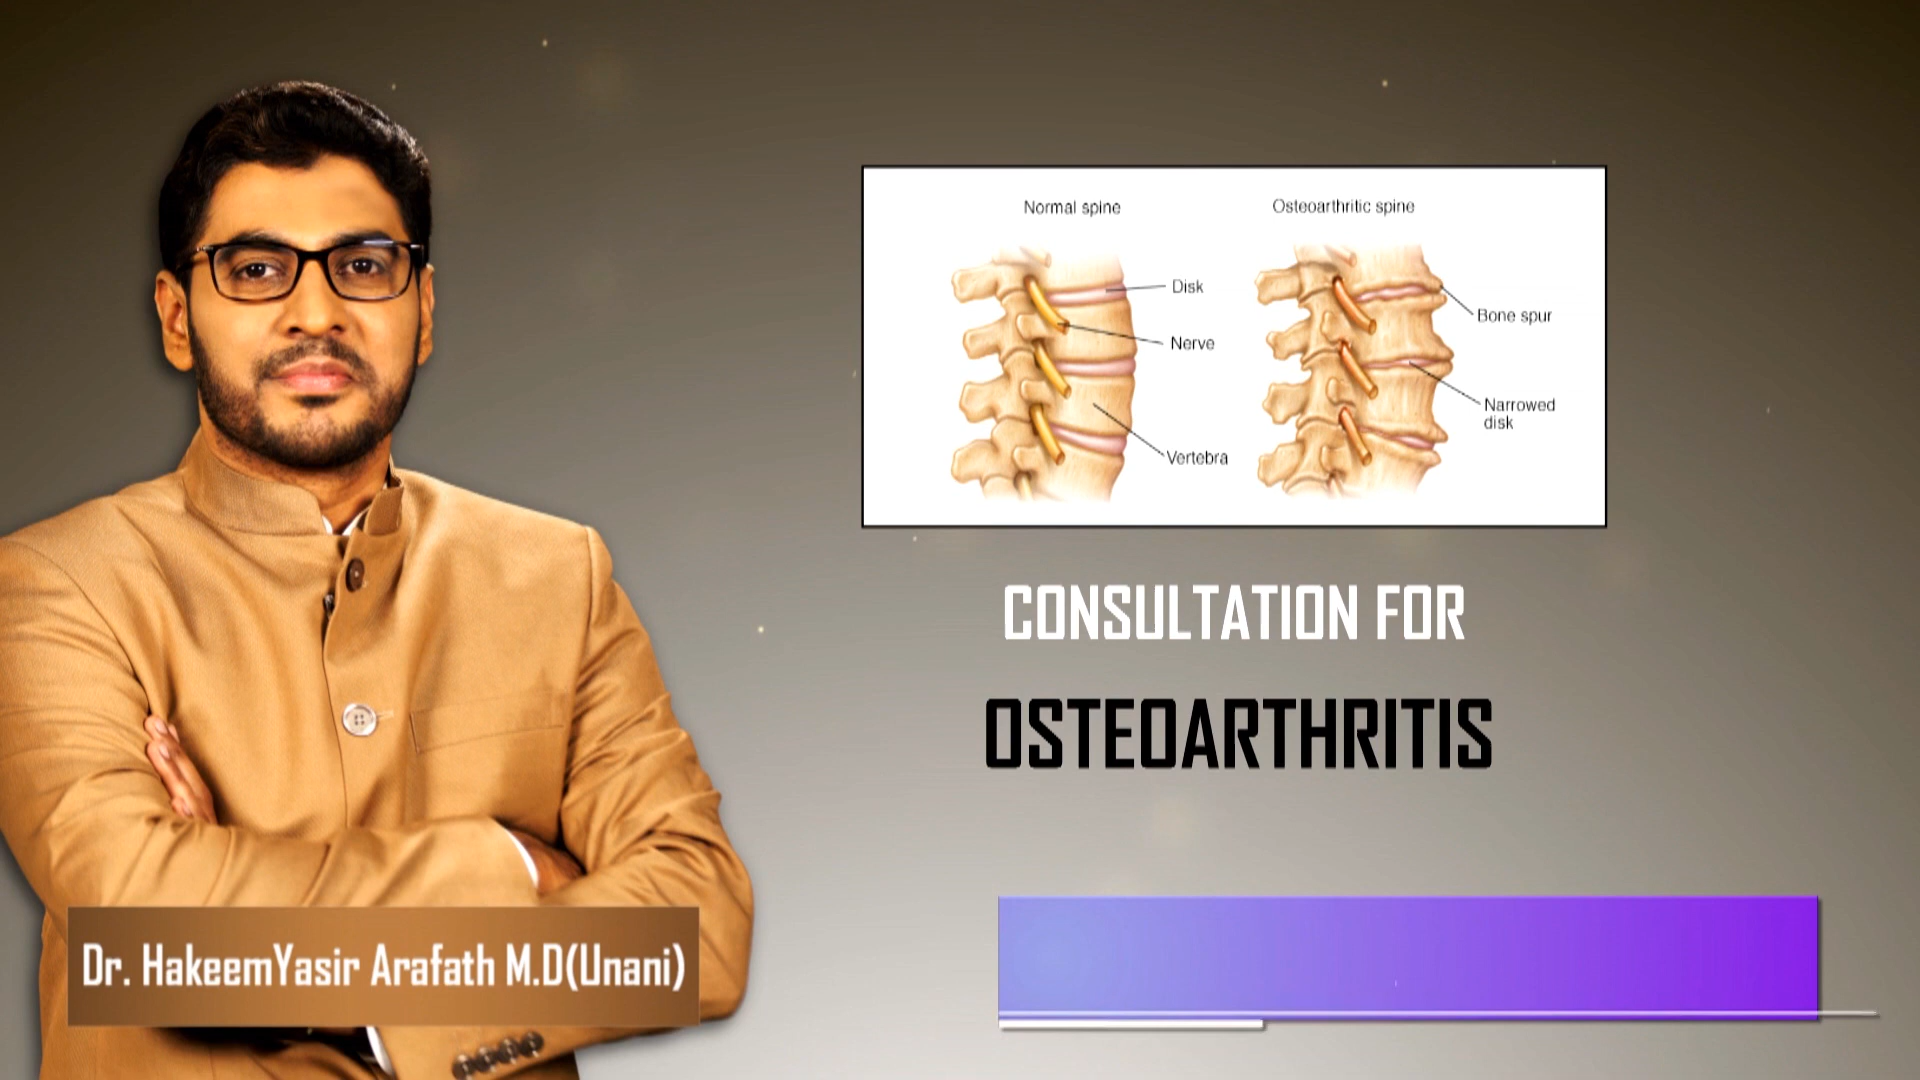 Normal spine
Osteoarthritic spine
Disk
Bone spur
Nerve
Narrowed
disk
Vertebra
CONSULTATION FOR
OSTEOARTHRITIS
Dr. HakeemYasir Arafath M.D(Unani)